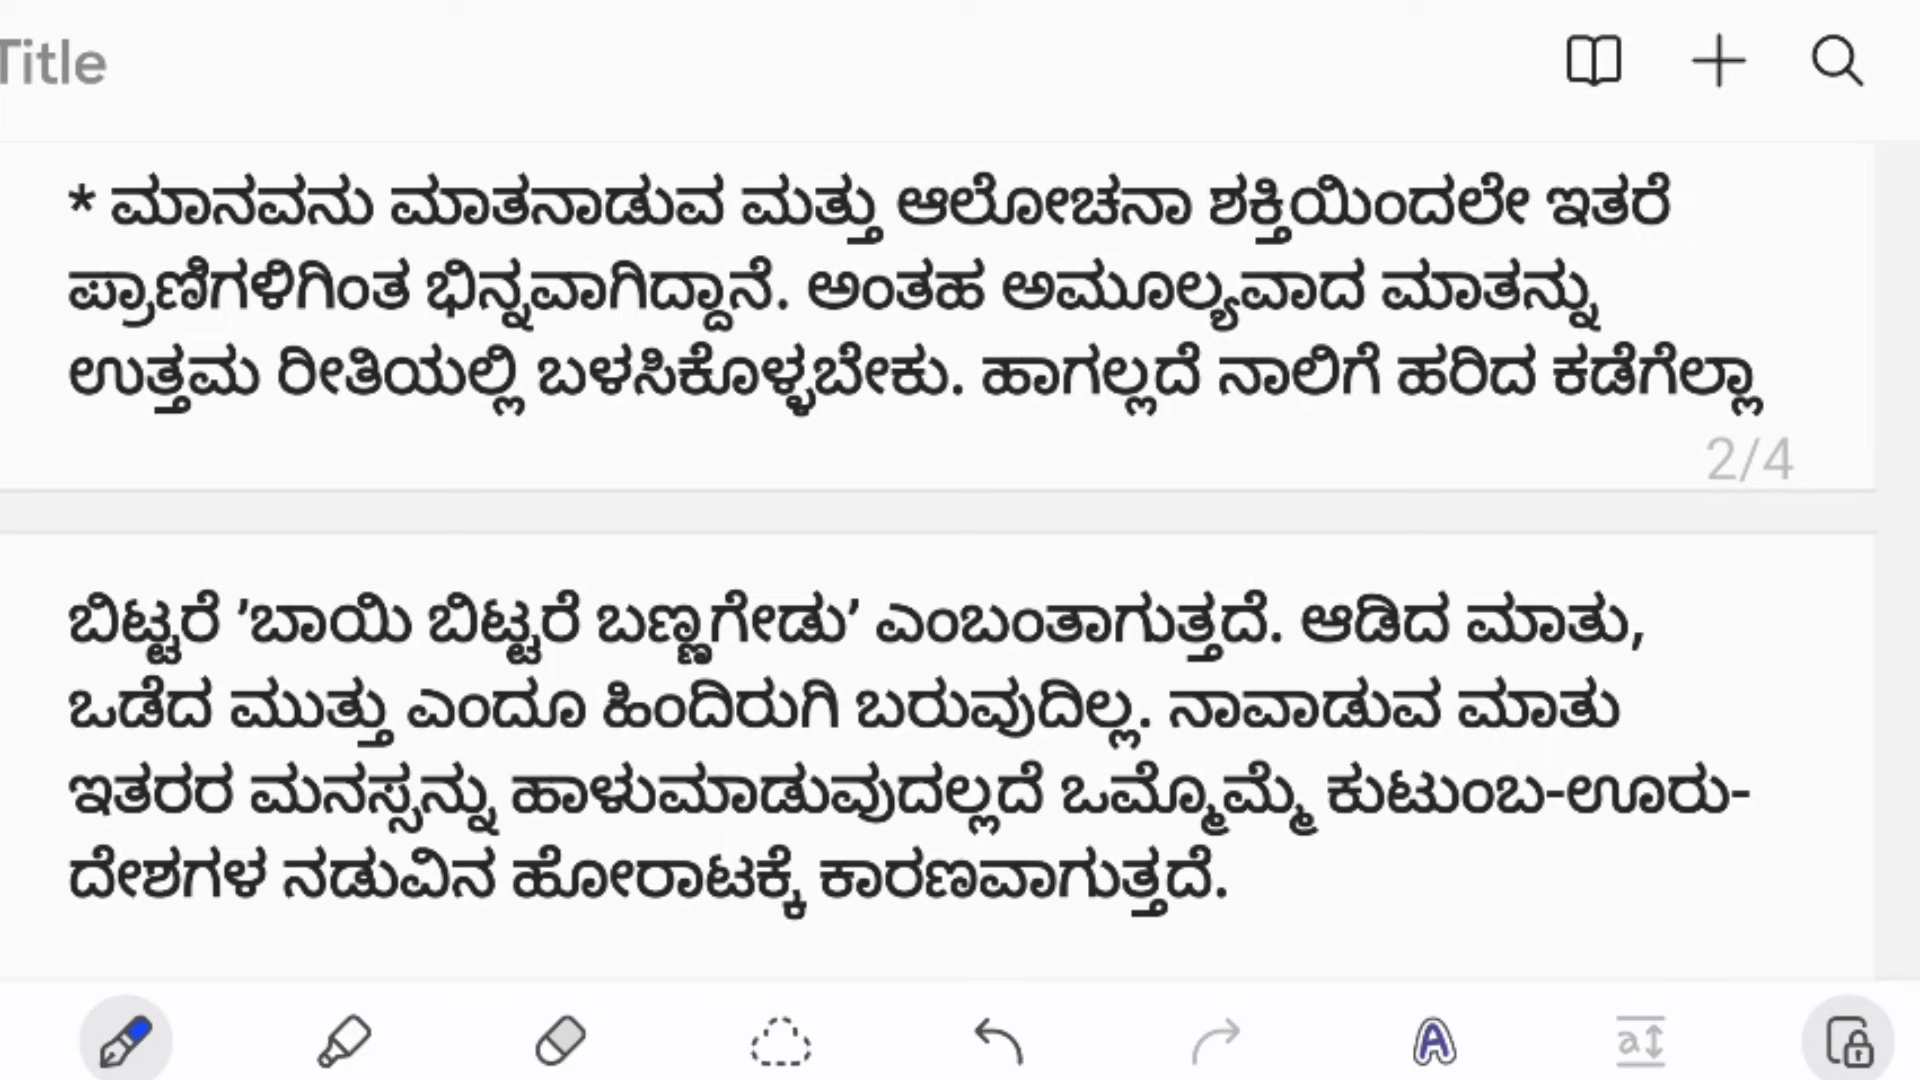 Title
* ಮಾನವನು ಮಾತನಾಡುವ ಮತ್ತು ಆಲೋಚನಾ ಶಕ್ತಿಯಿಂದಲೇ ಇತರೆ
ಪ್ರಾಣಿಗಳಿಗಿಂತ ಭಿನ್ನವಾಗಿದ್ದಾನೆ. ಅಂತಹ ಅಮೂಲ್ಯವಾದ ಮಾತನ್ನು
ಉತ್ತಮ ರೀತಿಯಲ್ಲಿ ಬಳಸಿಕೊಳ್ಳಬೇಕು. ಹಾಗಲ್ಲದೆ ನಾಲಿಗೆ ಹರಿದ ಕಡೆಗೆಲ್ಲಾ
2/4
ಬಿಟ್ಟರೆ ’ಬಾಯಿ ಬಿಟ್ಟರೆ ಬಣ್ಣಗೇಡು’ ಎಂಬಂತಾಗುತ್ತದೆ. ಆಡಿದ ಮಾತು,
ಒಡೆದ ಮುತ್ತು ಎಂದೂ ಹಿಂದಿರುಗಿ ಬರುವುದಿಲ್ಲ. ನಾವಾಡುವ ಮಾತು
ಇತರರ ಮನಸ್ಸನ್ನು ಹಾಳುಮಾಡುವುದಲ್ಲದೆ ಒಮ್ಮೊಮ್ಮೆ ಕುಟುಂಬ-ಊರು-
ದೇಶಗಳ ನಡುವಿನ ಹೋರಾಟಕ್ಕೆ ಕಾರಣವಾಗುತ್ತದೆ.
A a